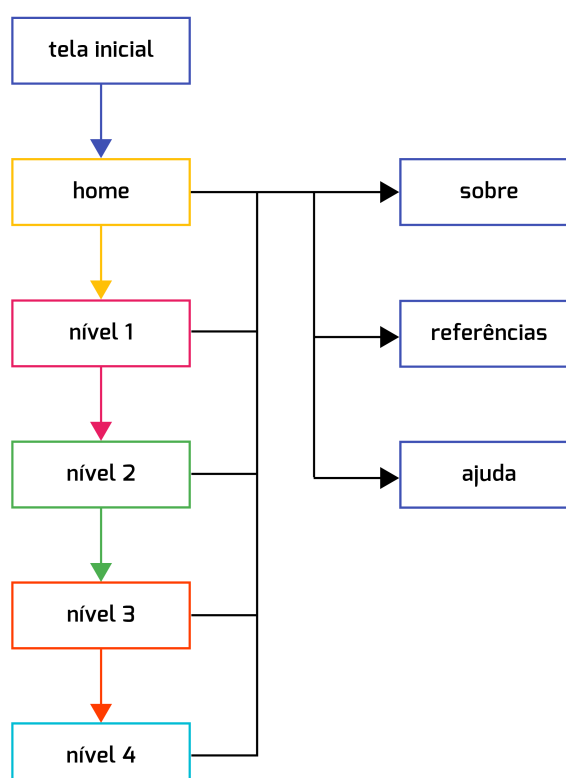 tela inicial
home
sobre
nível 1
referências
nível 2
ajuda
nível 3
nível 4